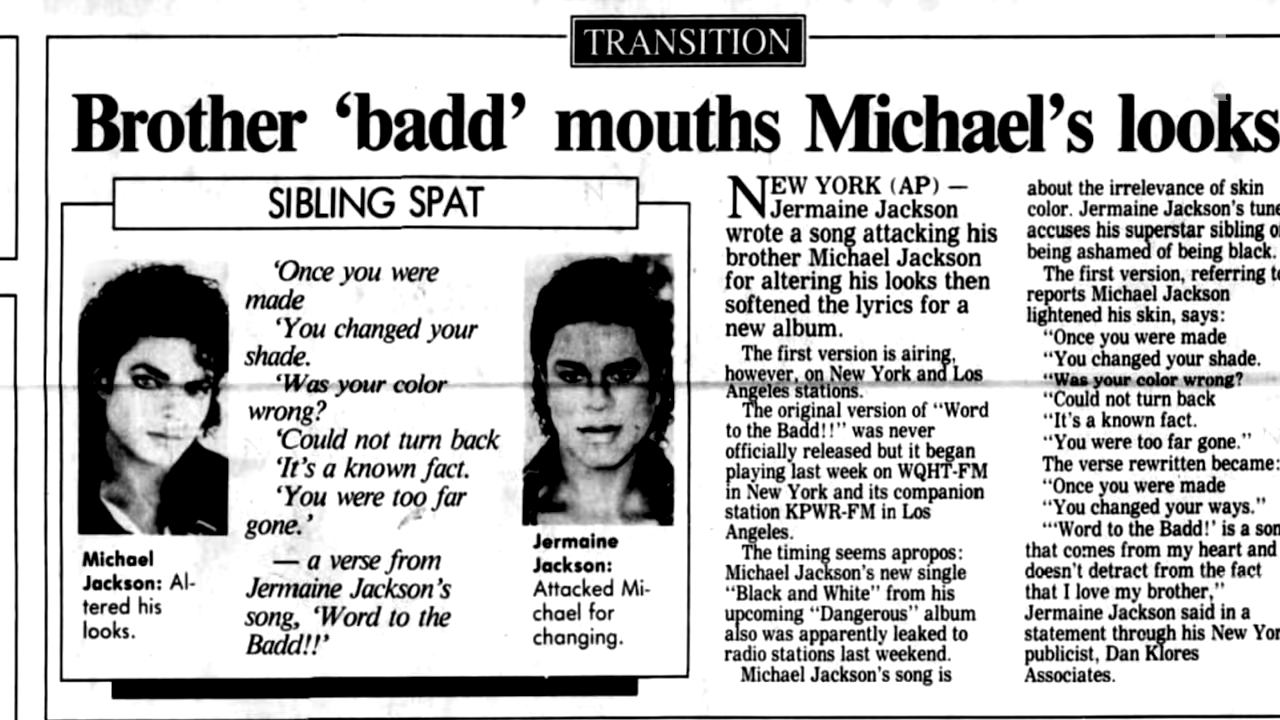 TRANSITION
Brother ‘badd’ mouths Michael’s looks
SIBLING SPAT
‘Once you were
made
‘You changed your
shade.
‘Was your color
wrong?
‘Could not turn back
‘It’s a known fact.
‘You were too far
gone.’
— a verse from
Jermaine Jackson’s
song, ‘Word to the
Badd!!’
Michael
Jackson: Al-
tered his
looks.
Jermaine
Jackson:
Attacked Mi-
chael for
changing.
NEW YORK (AP) —
Jermaine Jackson
wrote a song attacking his
brother Michael Jackson
for altering his looks then
softened the lyrics for a
new album.
The first version is airing,
however, on New York and Los
Angeles stations.
The original version of “Word
to the Badd!!” was never
officially released but it began
playing last week on WQHT-FM
in New York and its companion
station KPWR-FM in Los
Angeles.
The timing seems apropos:
Michael Jackson’s new single
“Black and White” from his
upcoming “Dangerous” album
also was apparently leaked to
radio stations last weekend.
Michael Jackson’s song is
about the irrelevance of skin
color. Jermaine Jackson’s tune
accuses his superstar sibling of
being ashamed of being black.
The first version, referring to
reports Michael Jackson
lightened his skin, says:
“Once you were made
“You changed your shade.
“Was your color wrong?
“Could not turn back
“It’s a known fact.
“You were too far gone.”
The verse rewritten became:
“Once you were made
“You changed your ways.”
“‘Word to the Badd!’ is a son
that comes from my heart and
doesn’t detract from the fact
that I love my brother,”
Jermaine Jackson said in a
statement through his New Yor
publicist, Dan Klores
Associates.